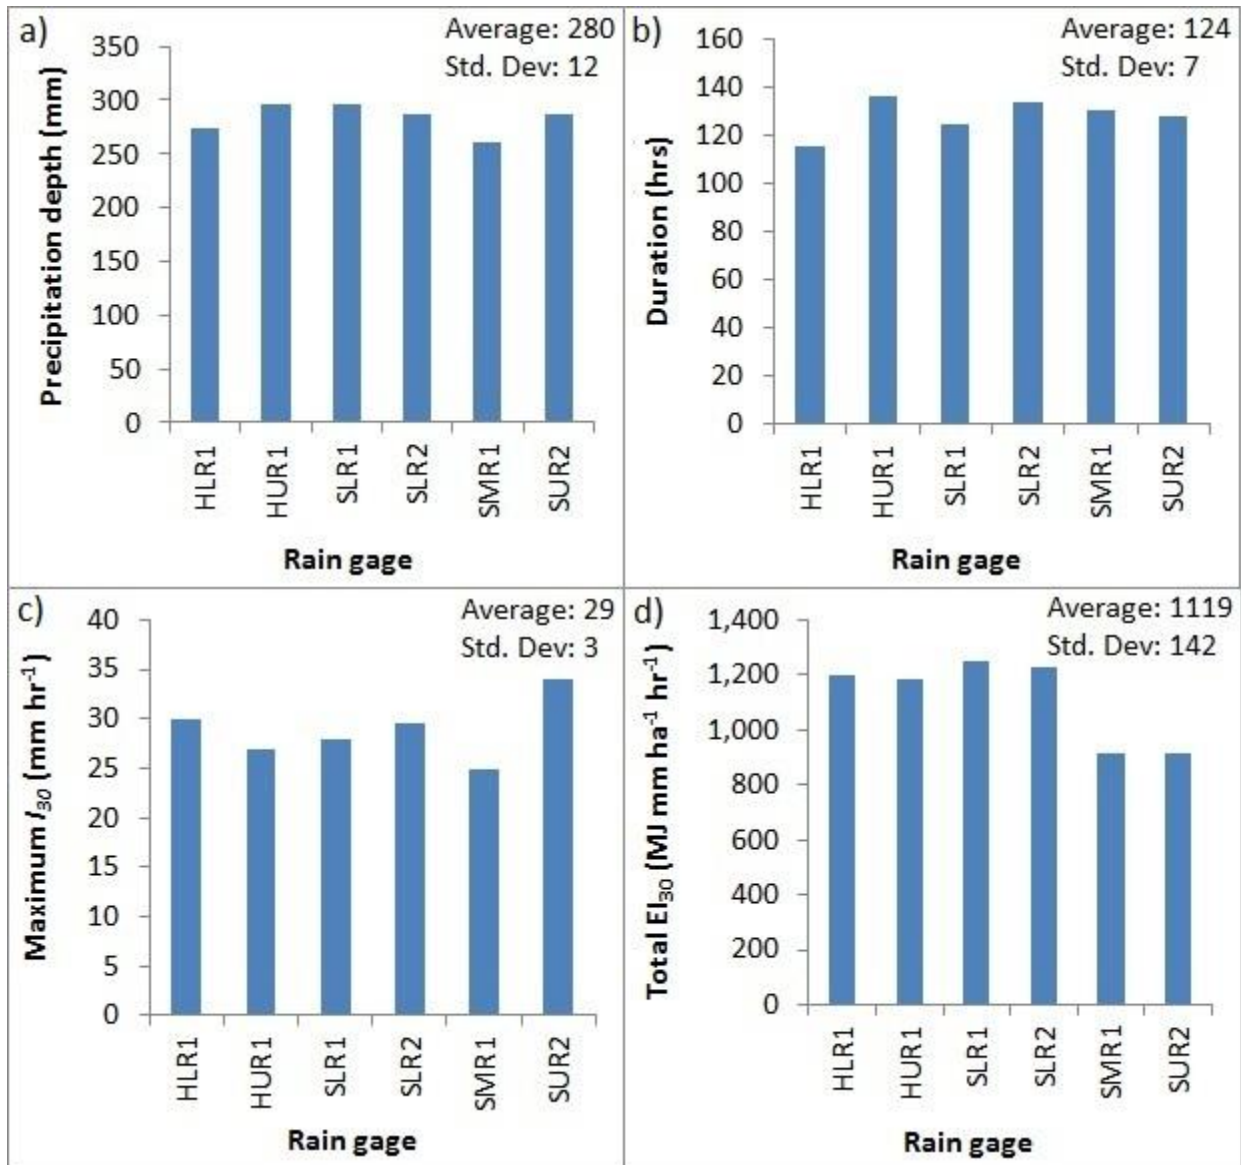 a)
Average: 280
Std. Dev: 12
Precipitation depth (mm)
350
300
250
200
150
100
50
0
HLR1
HUR1
SLR1
SLR2
SMR1
SUR2
Rain gage
b)
Average: 124
Std. Dev: 7
Duration (hrs)
160
140
120
100
80
60
40
20
0
HLR1
HUR1
SLR1
SLR2
SMR1
SUR2
Rain gage
c)
Average: 29
Std. Dev: 3
Maximum I30 (mm hr-1)
40
35
30
25
20
15
10
5
0
HLR1
HUR1
SLR1
SLR2
SMR1
SUR2
Rain gage
d)
Average: 1119
Std. Dev: 142
Total EI30 (MJ mm ha-1 hr-1)
1,400
1,200
1,000
800
600
400
200
0
HLR1
HUR1
SLR1
SLR2
SMR1
SUR2
Rain gage